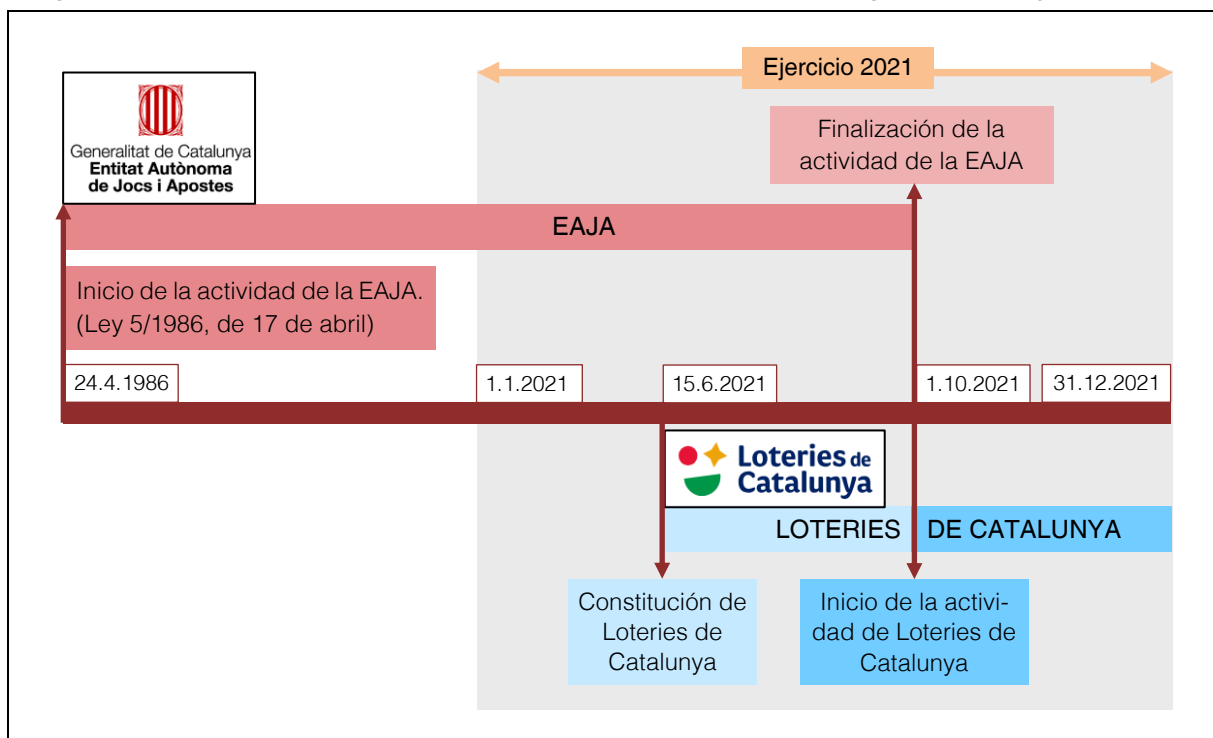 Ejercicio 2021
Generalitat de Catalunya
Entitat Autònoma
de Jocs i Apostes
Finalización de la
actividad de la EAJA
EAJA
Inicio de la actividad de la EAJA.
(Ley 5/1986, de 17 de abril)
24.4.1986
1.1.2021
15.6.2021
1.10.2021
31.12.2021
Loteries de
Catalunya
LOTERIES DE CATALUNYA
Constitución de
Loteries de
Catalunya
Inicio de la activi-
dad de Loteries de
Catalunya